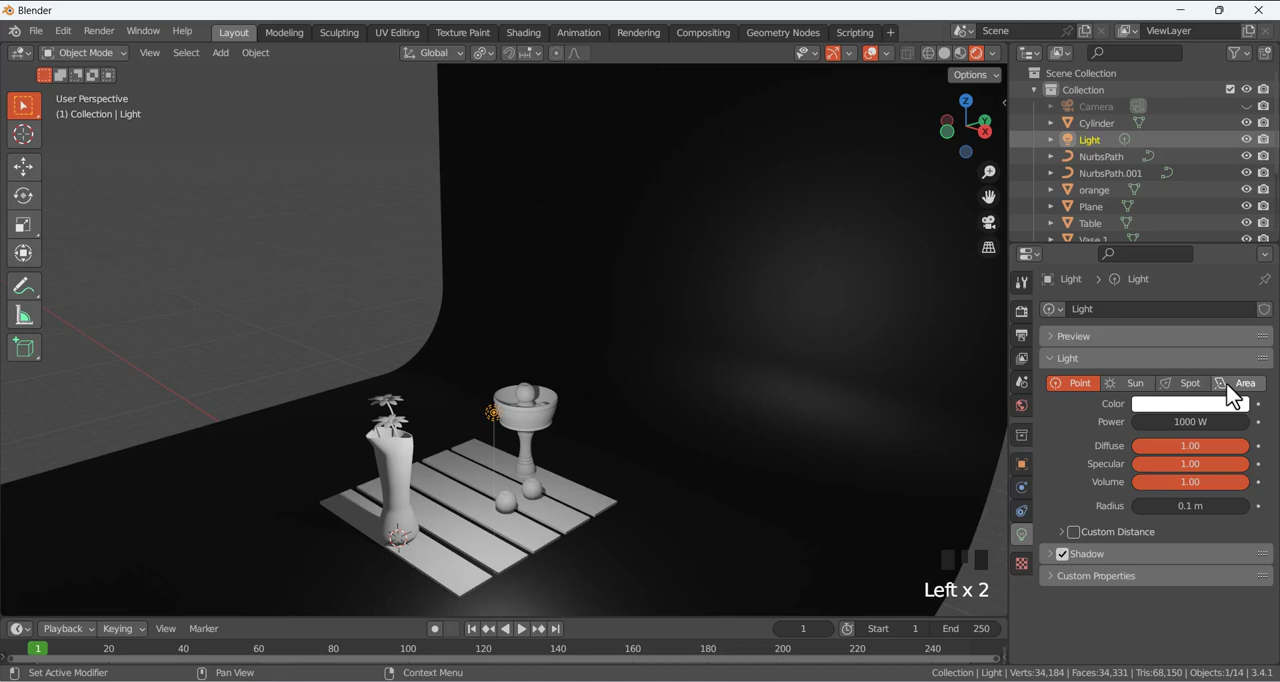 Blender
File Edit Render Window Help Layout Modeling Sculpting UV Editing Texture Paint Shading Animation Rendering Compositing Geometry Nodes Scripting + Scene ViewLayer
Object Mode View Select Add Object Global
Options
User Perspective
(1) Collection | Light
Z
Y
X
Scene Collection
Collection
Camera
Cylinder
Light
NurbsPath
NurbsPath.001
orange
Plane
Table
Vase 1
Light > Light
Light
Preview
Light
Point Sun Spot Area
Color
Power 1000 W
Diffuse 1.00
Specular 1.00
Volume 1.00
Radius 0.1 m
Custom Distance
Shadow
Custom Properties
Left x 2
Playback Keying View Marker 1 Start 1 End 250
1 20 40 60 80 100 120 140 160 180 200 220 240
Set Active Modifier Pan View Context Menu Collection | Light | Verts:34,184 | Faces:34,331 | Tris:68,150 | Objects:1/14 | 3.4.1